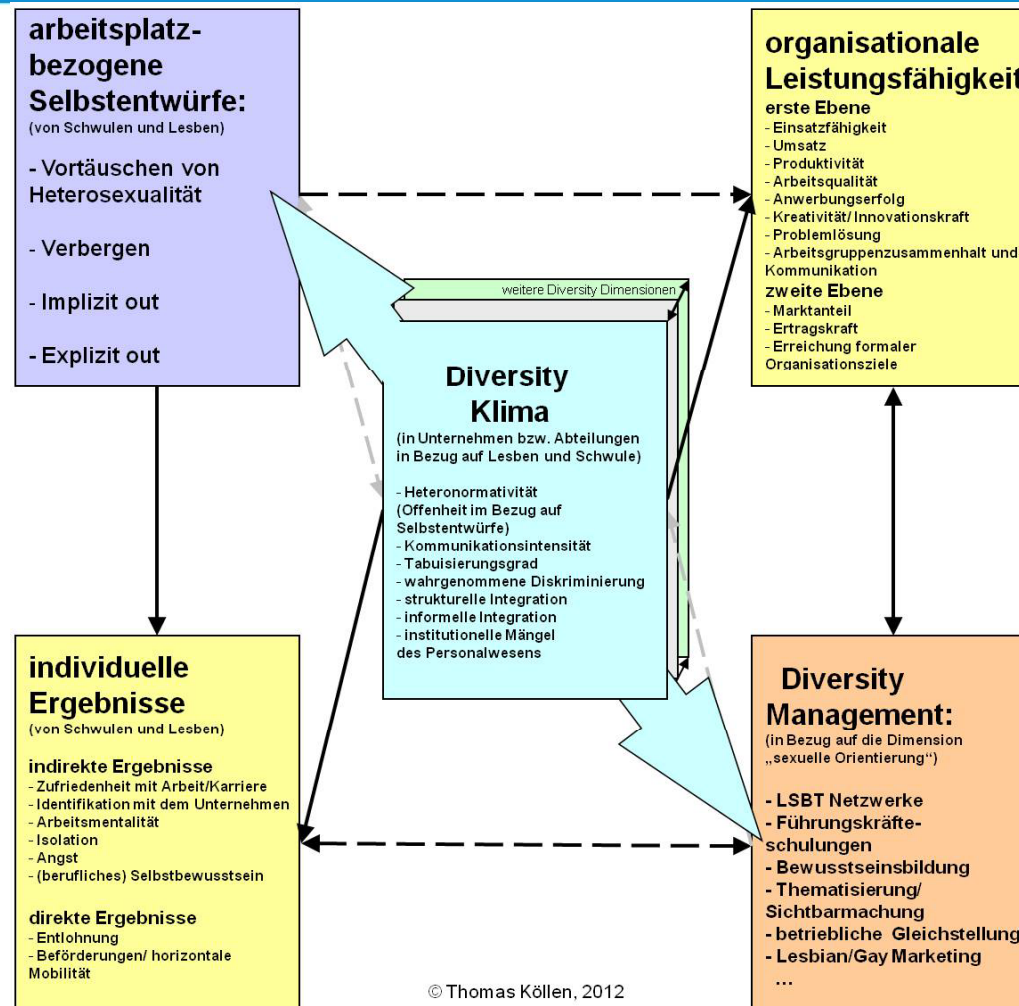 arbeitsplatz-
bezogene
Selbstentwürfe:
(von Schwulen und Lesben)
- Vortäuschen von
Heterosexualität
- Verbergen
- Implizit out
- Explizit out
organisationale
Leistungsfähigkeit
erste Ebene
- Einsatzfähigkeit
- Umsatz
- Produktivität
- Arbeitsqualität
- Anwerbungserfolg
- Kreativität/ Innovationskraft
- Problemlösung
- Arbeitsgruppenzusammenhalt und
Kommunikation
zweite Ebene
- Marktanteil
- Ertragskraft
- Erreichung formaler
Organisationsziele
weitere Diversity Dimensionen
Diversity
Klima
(in Unternehmen bzw. Abteilungen
in Bezug auf Lesben und Schwule)
- Heteronormativität
(Offenheit im Bezug auf
Selbstentwürfe)
- Kommunikationsintensität
- Tabuisierungsgrad
- wahrgenommene Diskriminierung
- strukturelle Integration
- informelle Integration
- institutionelle Mängel
des Personalwesens
individuelle
Ergebnisse
(von Schwulen und Lesben)
indirekte Ergebnisse
- Zufriedenheit mit Arbeit/Karriere
- Identifikation mit dem Unternehmen
- Arbeitsmentalität
- Isolation
- Angst
- (berufliches) Selbstbewusstsein
direkte Ergebnisse
- Entlohnung
- Beförderungen/ horizontale
Mobilität
Diversity
Management:
(in Bezug auf die Dimension
„sexuelle Orientierung“)
- LSBT Netzwerke
- Führungskräfte-
schulungen
- Bewusstseinsbildung
- Thematisierung/
Sichtbarmachung
- betriebliche Gleichstellung
- Lesbian/Gay Marketing
...
© Thomas Köllen, 2012